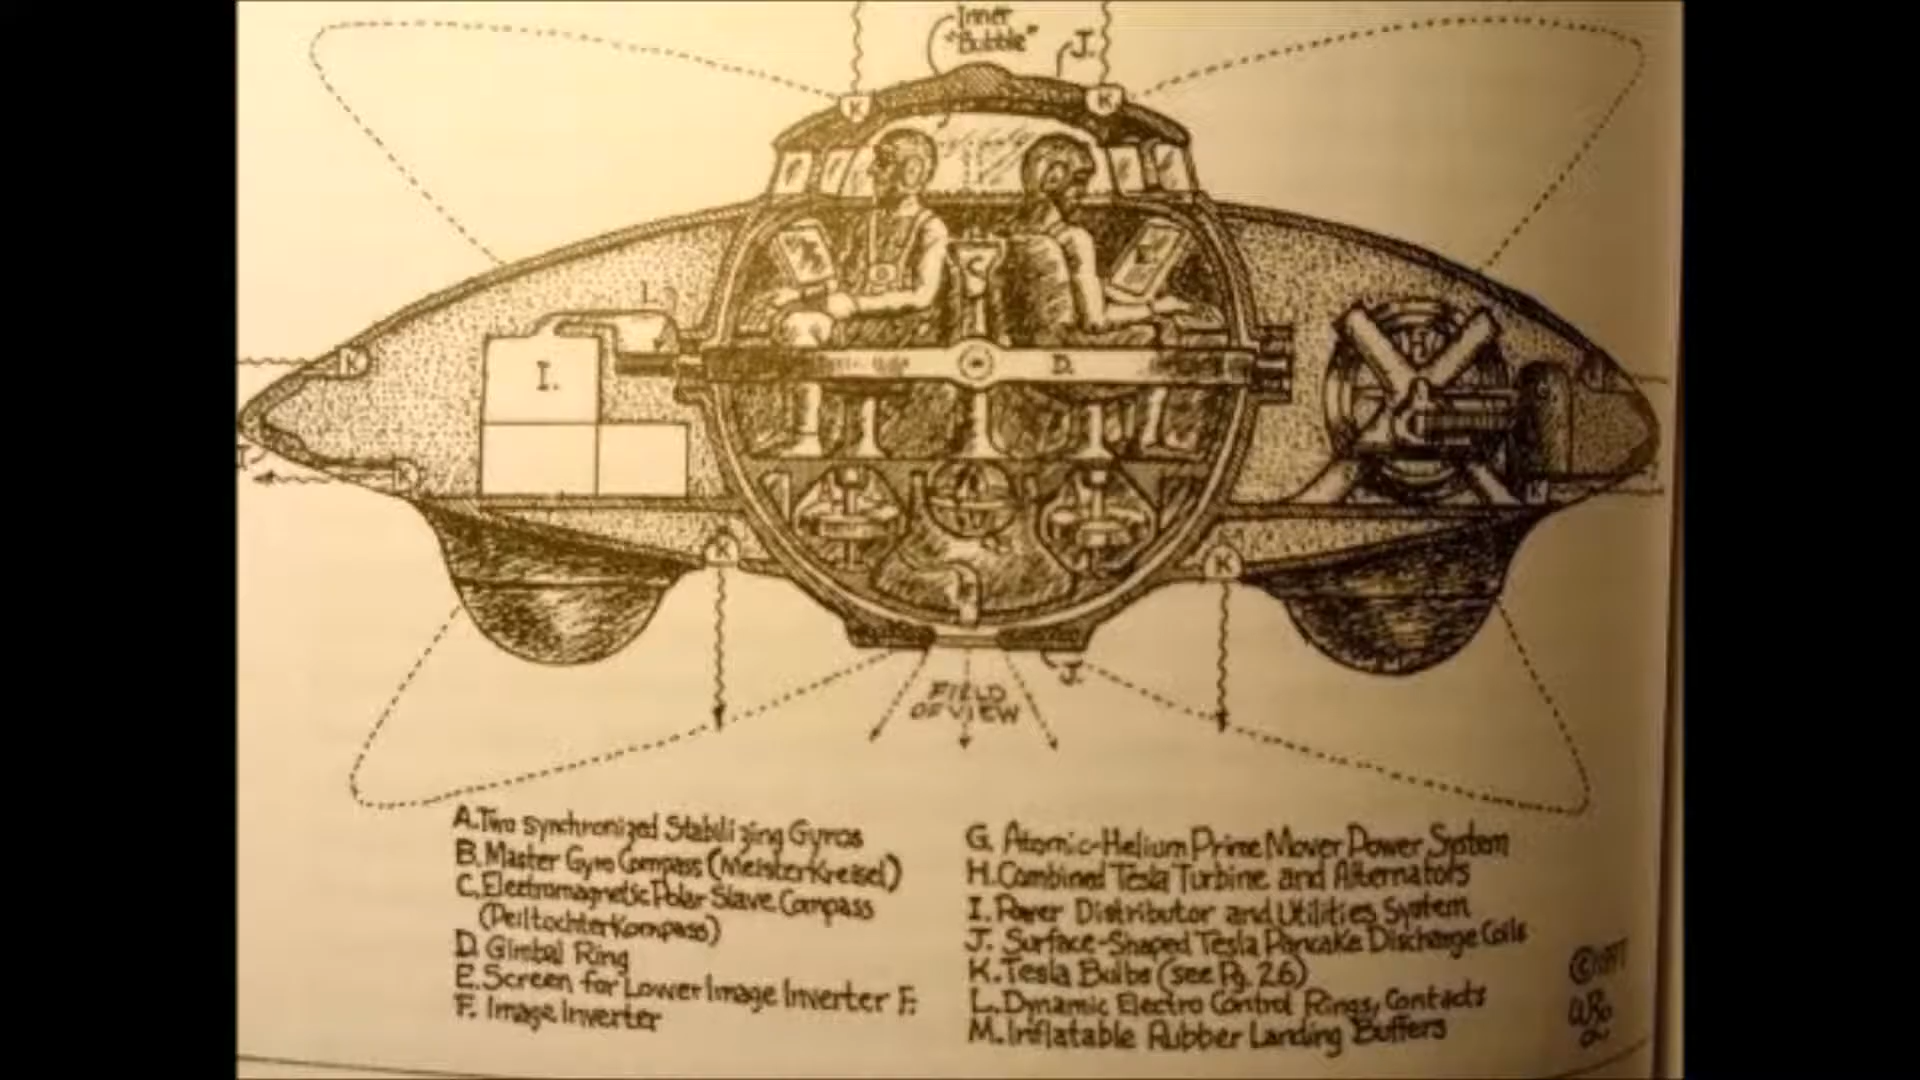 Inner
"Bubble"
J.
K
K
C
L
I.
D.
H
G
K
K
K
K
K
K
J.
FIELD
OF VIEW
A. Two synchronized Stabilizing Gyros
B. Master Gyro Compass (Meisterkreisel)
C. Electromagnetic Polar Slave Compass
(Peiltochterkompass)
D. Gimbal Ring
E. Screen for Lower Image Inverter F.
F. Image Inverter
G. Atomic-Helium Prime Mover Power System
H. Combined Tesla Turbine and Alternators
I. Power Distributor and Utilities System
J. Surface-Shaped Tesla Pancake Discharge Coils
K. Tesla Bulbs (see Pg. 26)
L. Dynamic Electro Control Rings, Contacts
M. Inflatable Rubber Landing Buffers